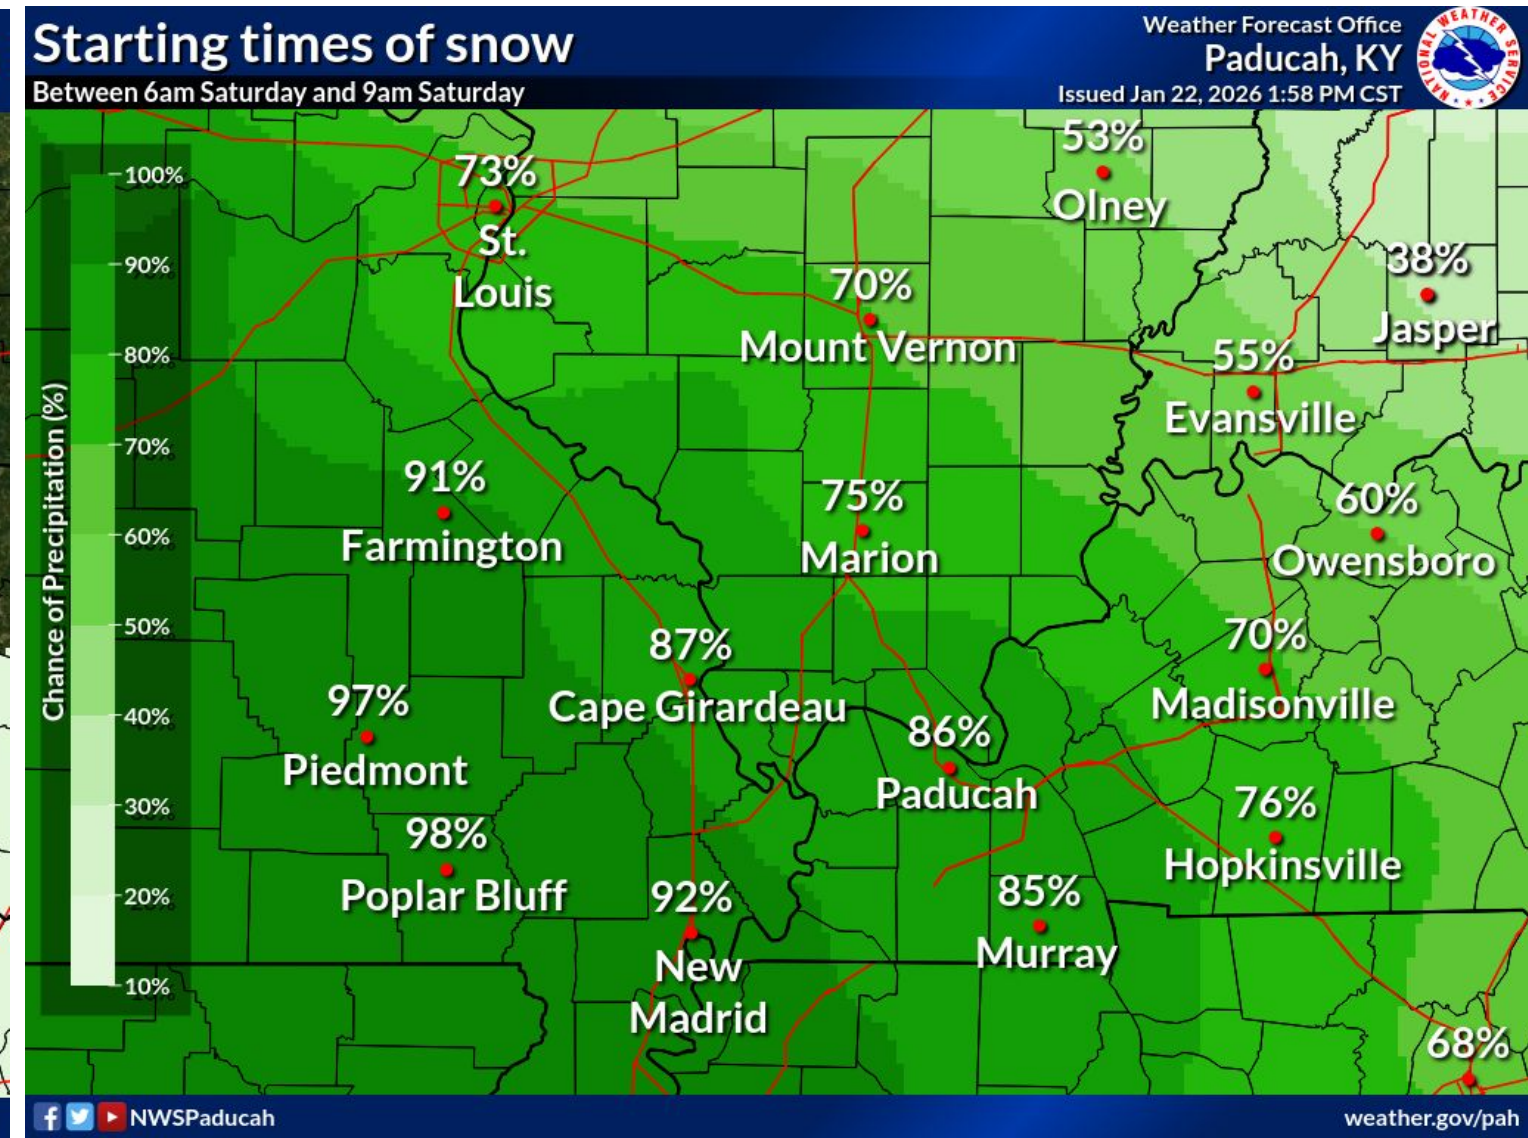 Starting times of snow
Between 6am Saturday and 9am Saturday
Weather Forecast Office
Paducah, KY
Issued Jan 22, 2026 1:58 PM CST
NATIONAL WEATHER SERVICE
Chance of Precipitation (%)
100%
90%
80%
70%
60%
50%
40%
30%
20%
10%
53%
Olney
73%
St.
Louis
38%
Jasper
70%
Mount Vernon
55%
Evansville
91%
Farmington
75%
Marion
60%
Owensboro
87%
Cape Girardeau
70%
Madisonville
97%
Piedmont
86%
Paducah
76%
Hopkinsville
98%
Poplar Bluff
92%
New
Madrid
85%
Murray
68%
NWSPaducah
weather.gov/pah